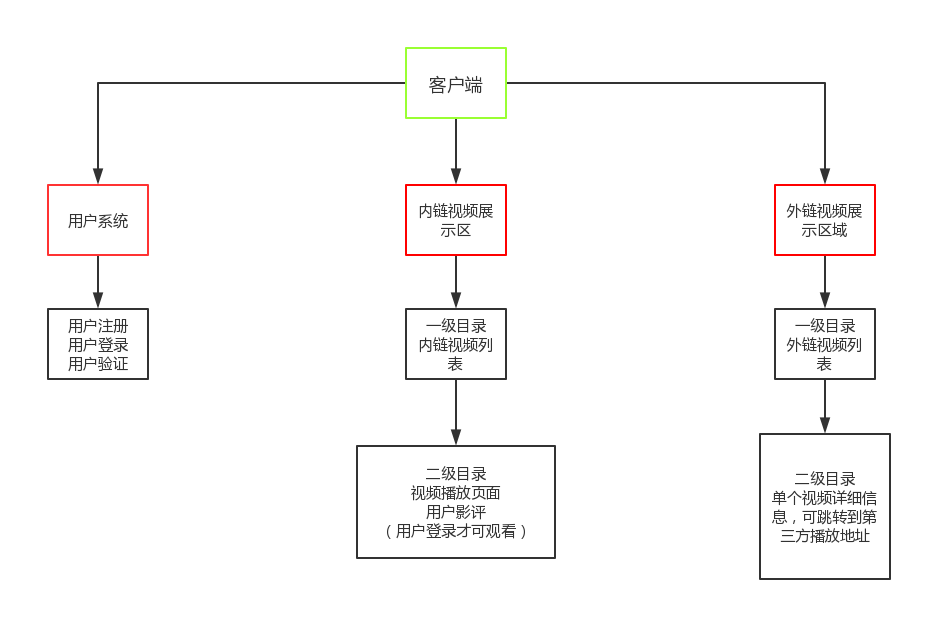 客户端
用户系统
内链视频展
示区
外链视频展
示区域
用户注册
用户登录
用户验证
一级目录
内链视频列
表
一级目录
外链视频列
表
二级目录
视频播放页面
用户影评
（用户登录才可观看）
二级目录
单个视频详细信
息，可跳转到第
三方播放地址